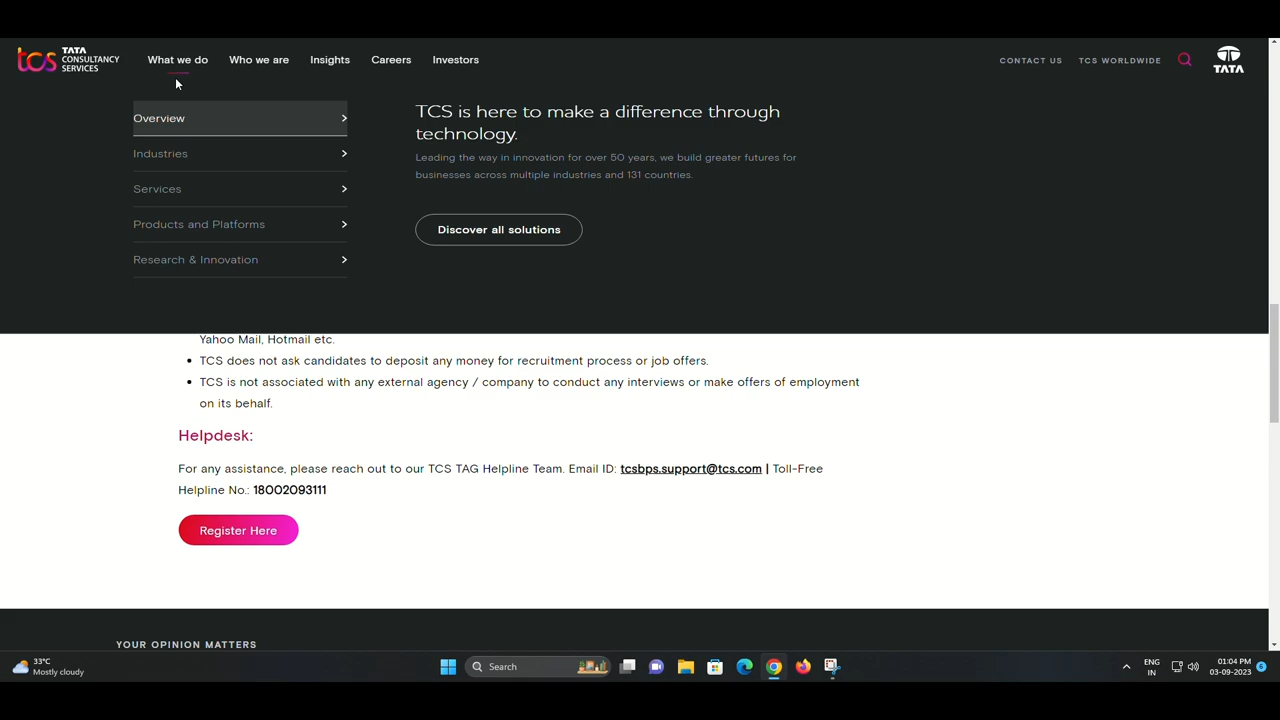 tcs TATA CONSULTANCY SERVICES
What we do
Who we are
Insights
Careers
Investors
CONTACT US
TCS WORLDWIDE
TATA
Overview
Industries
Services
Products and Platforms
Research & Innovation
TCS is here to make a difference through
technology.
Leading the way in innovation for over 50 years, we build greater futures for
businesses across multiple industries and 131 countries.
Discover all solutions
Yahoo Mail, Hotmail etc.
TCS does not ask candidates to deposit any money for recruitment process or job offers.
TCS is not associated with any external agency / company to conduct any interviews or make offers of employment
on its behalf.
Helpdesk:
For any assistance, please reach out to our TCS TAG Helpline Team. Email ID: tcsbps.support@tcs.com | Toll-Free
Helpline No.: 18002093111
Register Here
YOUR OPINION MATTERS
33°C
Mostly cloudy
Search
ENG
IN
01:04 PM
03-09-2023
5